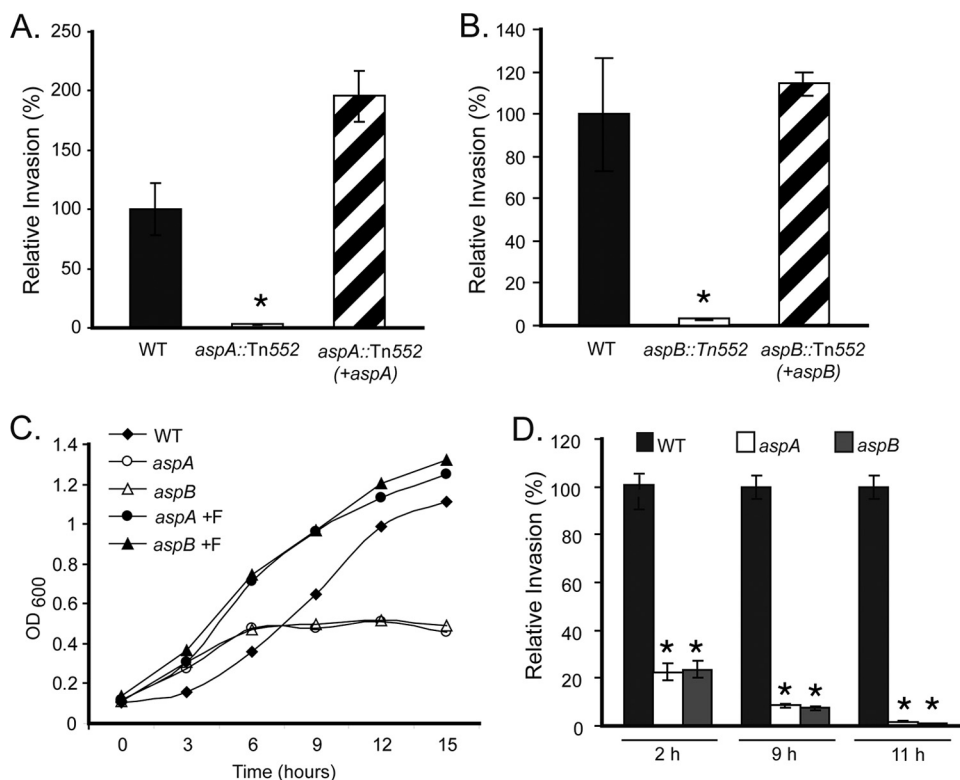 A.
250
200
150
100
50
0
Relative Invasion (%)
*
WT
aspA::Tn552
aspA::Tn552
(+aspA)
B.
140
120
100
80
60
40
20
0
Relative Invasion (%)
*
WT
aspB::Tn552
aspB::Tn552
(+aspB)
C.
WT
aspA
aspB
aspA +F
aspB +F
1.4
1.2
1.0
0.8
0.6
0.4
0.2
0
OD600
0 3 6 9 12 15
Time (hours)
D.
WT aspA aspB
120
100
80
60
40
20
0
Relative Invasion (%)
* *
* *
* *
2 h 9 h 11 h